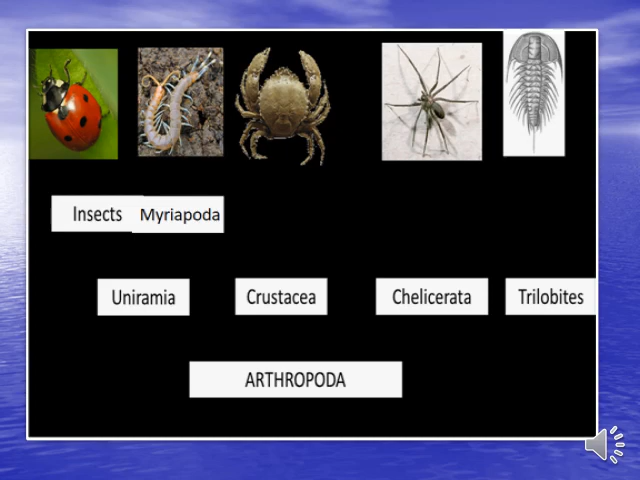 Insects
Myriapoda
Uniramia
Crustacea
Chelicerata
Trilobites
ARTHROPODA